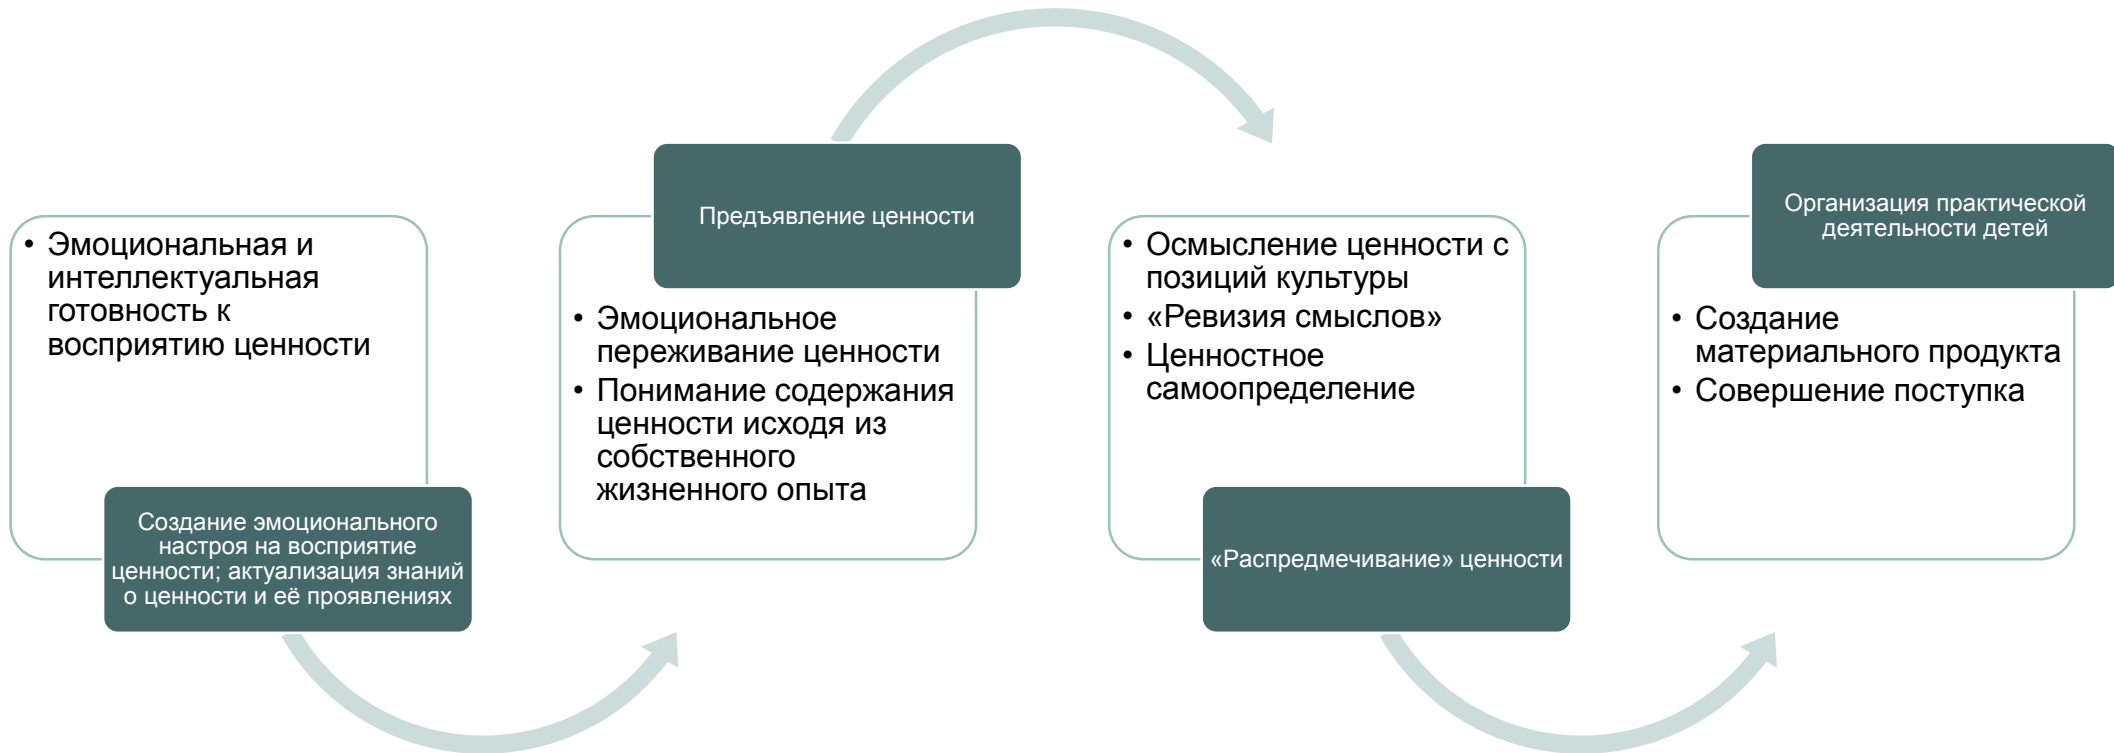 • Эмоциональная и
интеллектуальная
готовность к
восприятию ценности
Создание эмоционального
настроя на восприятие
ценности; актуализация знаний
о ценности и её проявлениях
Предъявление ценности
• Эмоциональное
переживание ценности
• Понимание содержания
ценности исходя из
собственного
жизненного опыта
• Осмысление ценности с
позиций культуры
• «Ревизия смыслов»
• Ценностное
самоопределение
«Распредмечивание» ценности
Организация практической
деятельности детей
• Создание
материального продукта
• Совершение поступка